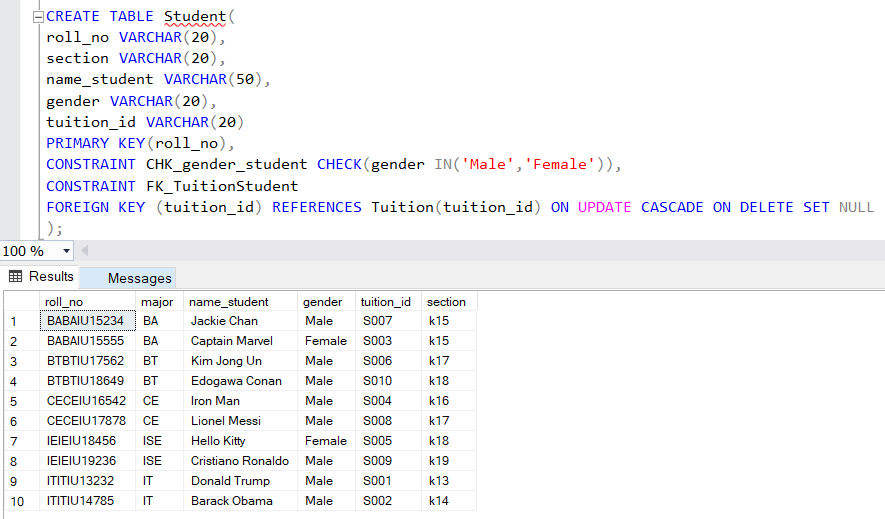 CREATE TABLE Student(
roll_no VARCHAR(20),
section VARCHAR(20),
name_student VARCHAR(50),
gender VARCHAR(20),
tuition_id VARCHAR(20)
PRIMARY KEY(roll_no),
CONSTRAINT CHK_gender_student CHECK(gender IN('Male','Female')),
CONSTRAINT FK_TuitionStudent
FOREIGN KEY (tuition_id) REFERENCES Tuition(tuition_id) ON UPDATE CASCADE ON DELETE SET NULL
);
100 %
Results Messages
roll_no major name_student gender tuition_id section
1 BABAIU15234 BA Jackie Chan Male S007 k15
2 BABAIU15555 BA Captain Marvel Female S003 k15
3 BTBTIU17562 BT Kim Jong Un Male S006 k17
4 BTBTIU18649 BT Edogawa Conan Male S010 k18
5 CECEIU16542 CE Iron Man Male S004 k16
6 CECEIU17878 CE Lionel Messi Male S008 k17
7 IEIEIU18456 ISE Hello Kitty Female S005 k18
8 IEIEIU19236 ISE Cristiano Ronaldo Male S009 k19
9 ITITIU13232 IT Donald Trump Male S001 k13
10 ITITIU14785 IT Barack Obama Male S002 k14